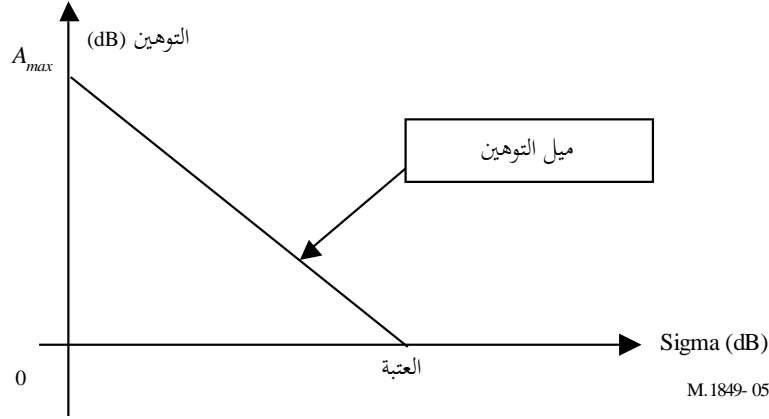 التوهين (dB)
A_max
ميل التوهين
Sigma (dB)
العتبة
0
M.1849-05